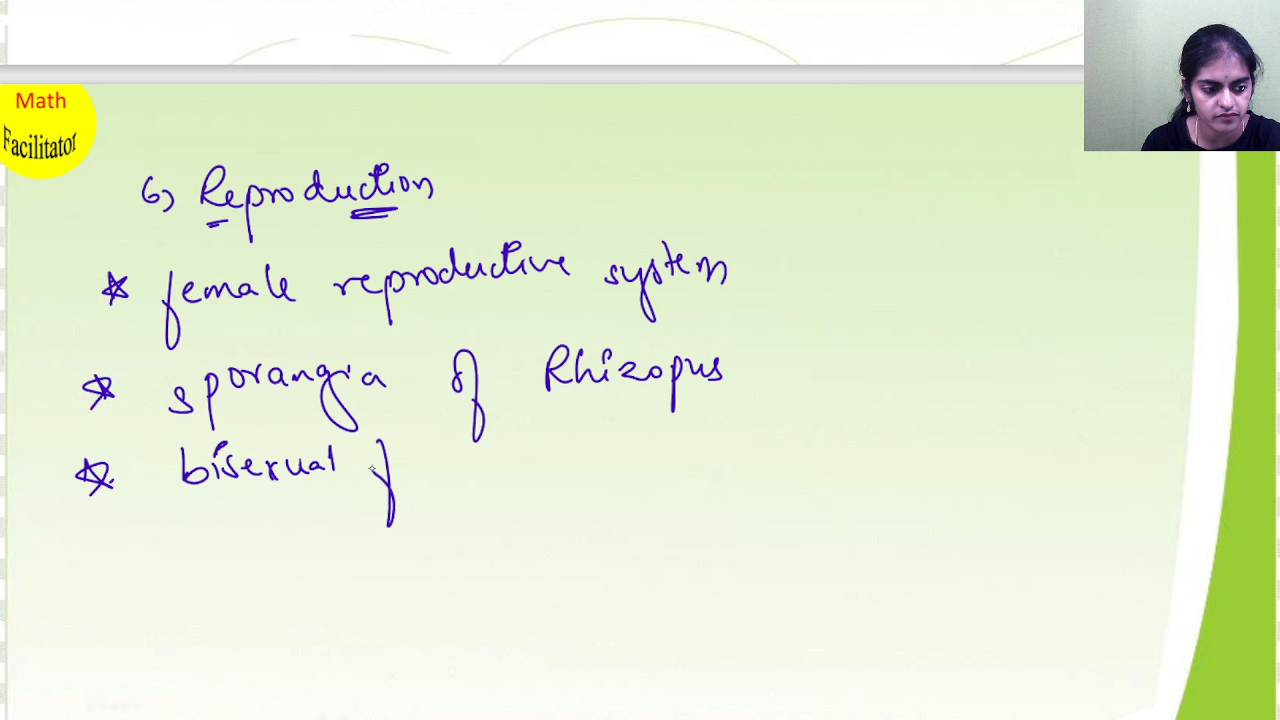 Math
Facilitator
6) Reproduction
* female reproductive system
* sporangia of Rhizopus
* bisexual f